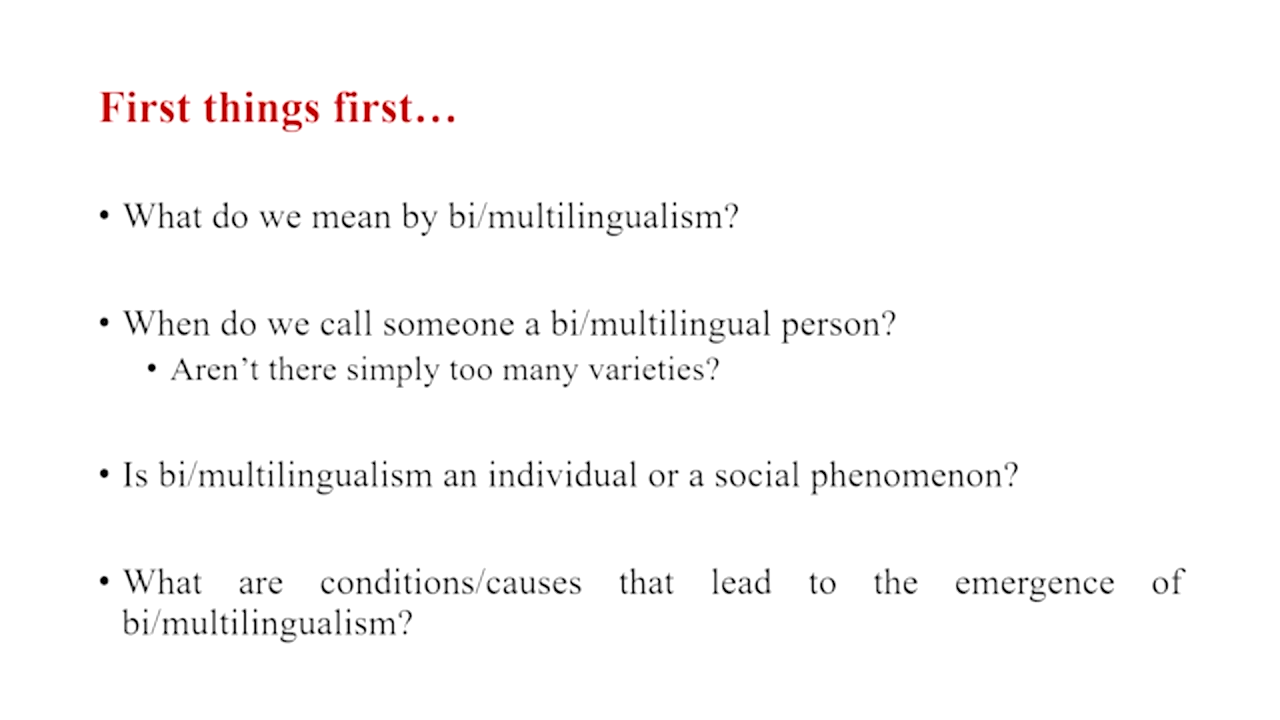 First things first…
• What do we mean by bi/multilingualism?
• When do we call someone a bi/multilingual person?
• Aren’t there simply too many varieties?
• Is bi/multilingualism an individual or a social phenomenon?
• What are conditions/causes that lead to the emergence of
bi/multilingualism?